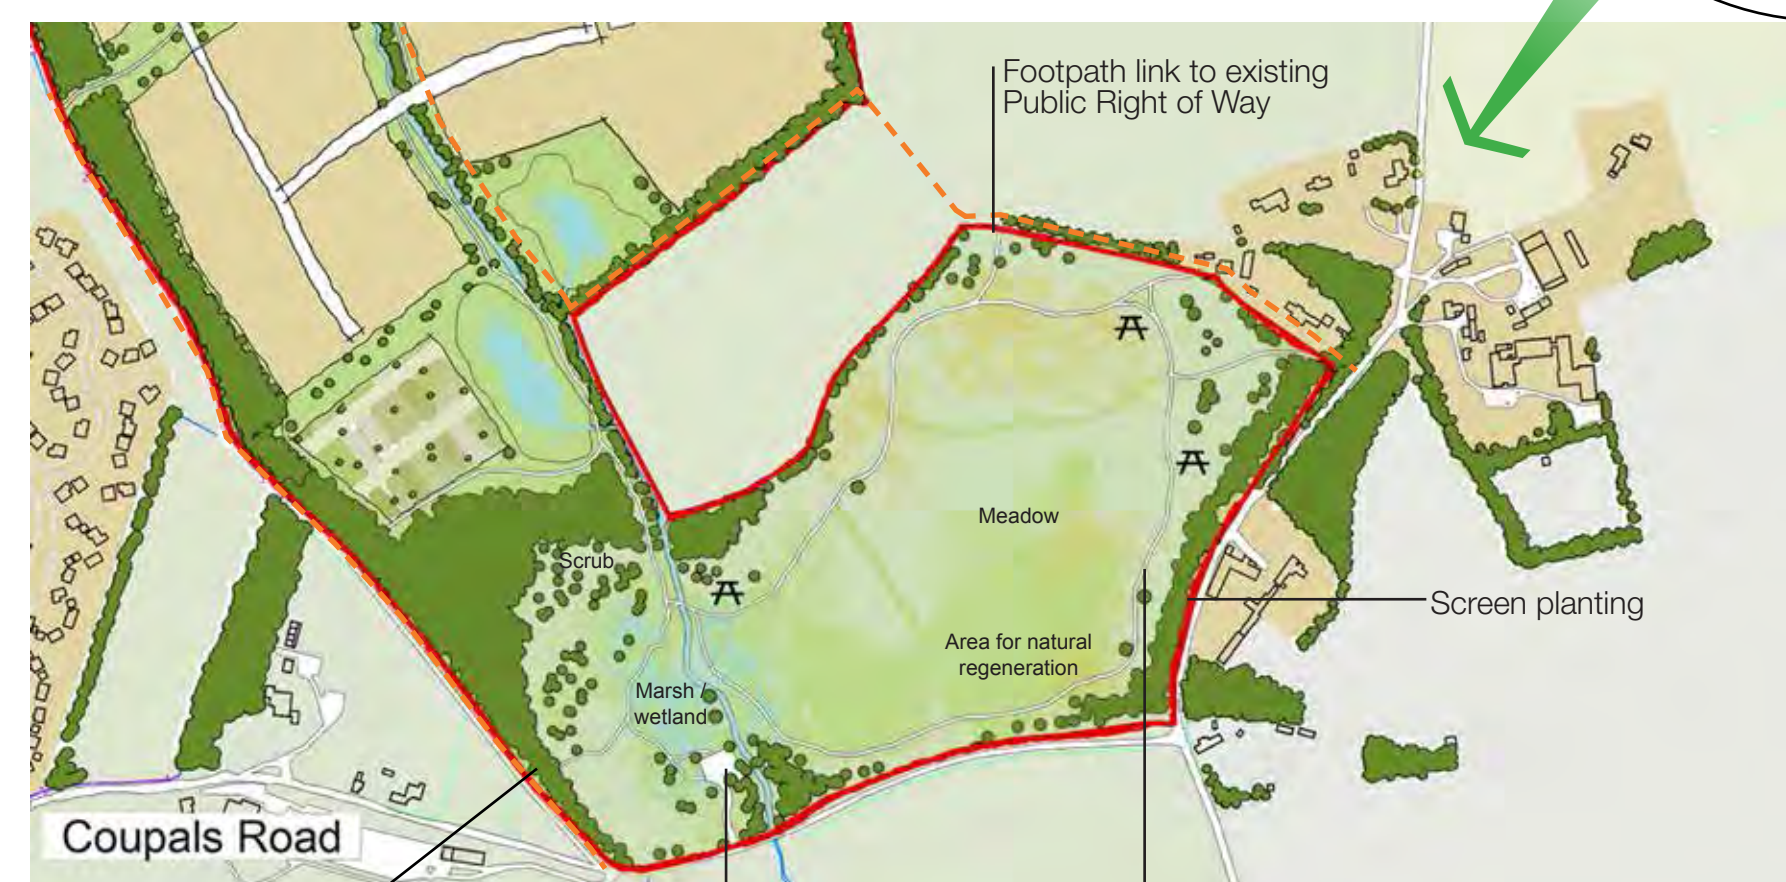 Footpath link to existing
Public Right of Way
Meadow
Scrub
Screen planting
Area for natural
regeneration
Marsh /
wetland
Coupals Road